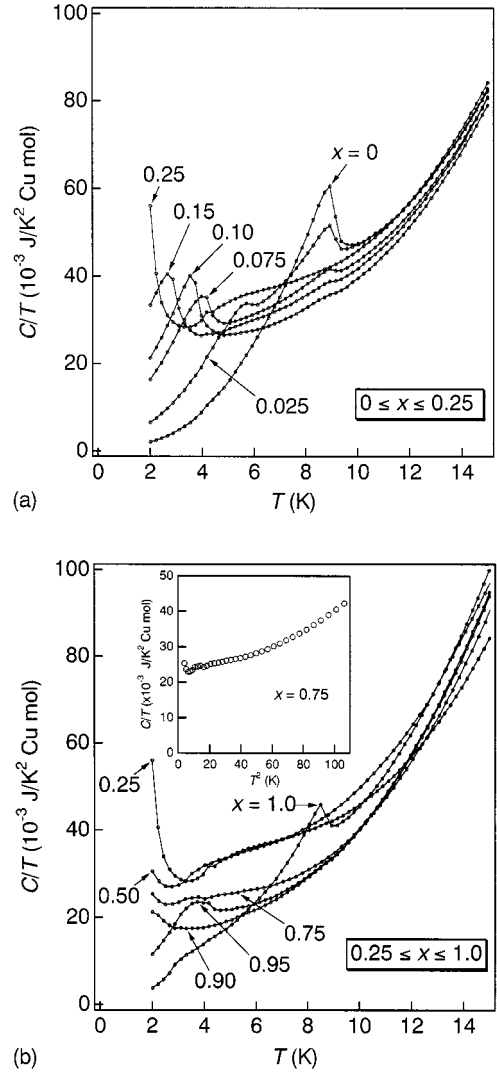 100
80
60
40
20
0
C/T (10⁻³ J/K² Cu mol)
0.25
0.15
0.10
0.075
x = 0
0.025
0 ≤ x ≤ 0.25
0 2 4 6 8 10 12 14
(a)
T (K)
100
80
60
40
20
0
C/T (10⁻³ J/K² Cu mol)
50
40
30
20
10
0
C/T (×10⁻³ J/K² Cu mol)
x = 0.75
0 20 40 60 80 100
T² (K)
0.25
x = 1.0
0.50
0.75
0.95
0.90
0.25 ≤ x ≤ 1.0
0 2 4 6 8 10 12 14
(b)
T (K)